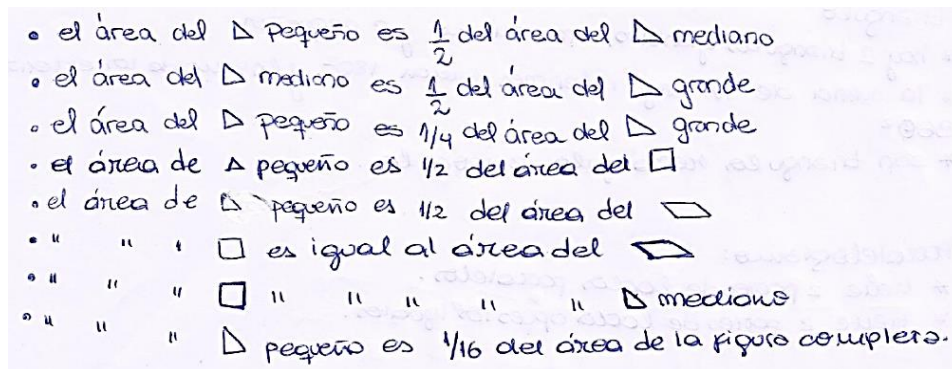 • el área del △ Pequeño es 1/2 del área del △ mediano
• el área del △ mediano es 1/2 del área del △ grande
• el área del △ pequeño es 1/4 del área del △ grande
• el área de △ pequeño es 1/2 del área del □
• el área de △ pequeño es 1/2 del área del ▱
• " " " □ es igual al área del ▱
• " " " □ " " " " " △ mediano
• " " " △ pequeño es 1/16 del área de la figura completa.